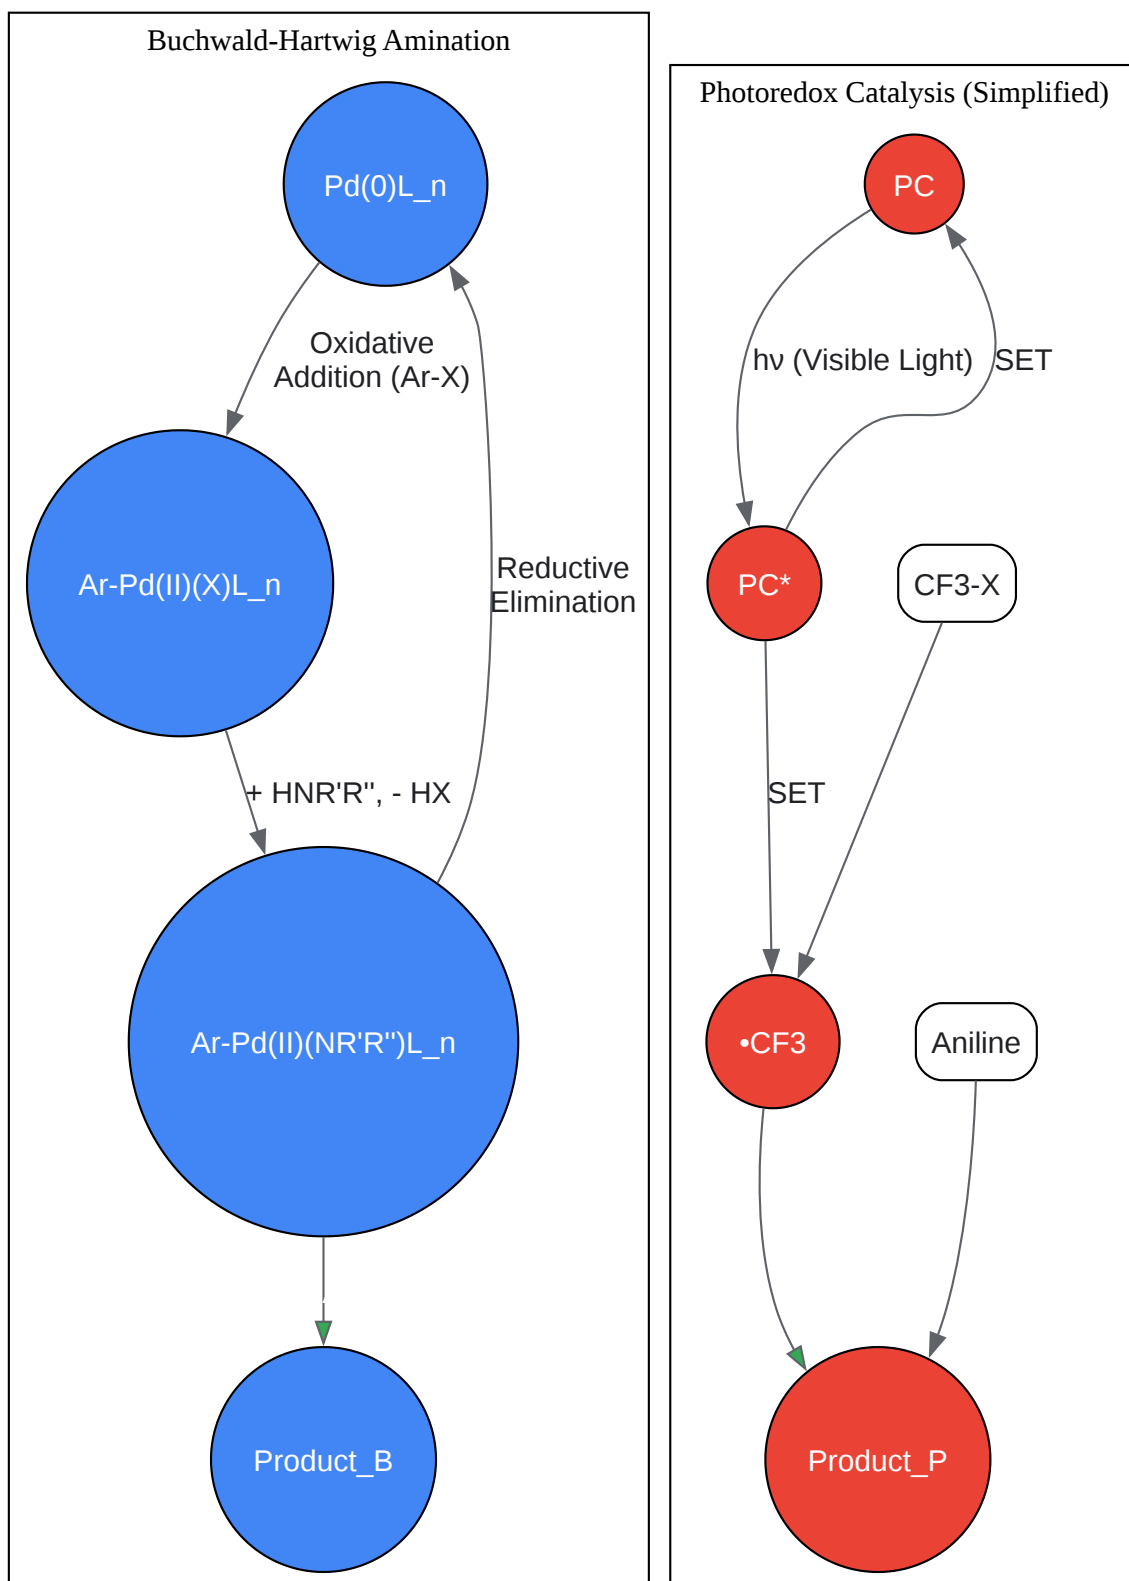 Buchwald-Hartwig Amination
Pd(0)L_n
Oxidative
Addition (Ar-X)
Ar-Pd(II)(X)L_n
Reductive
Elimination
+ HNR'R'', - HX
Ar-Pd(II)(NR'R'')L_n
Product_B
Photoredox Catalysis (Simplified)
PC
hν (Visible Light)
SET
PC*
CF3-X
SET
•CF3
Aniline
Product_P